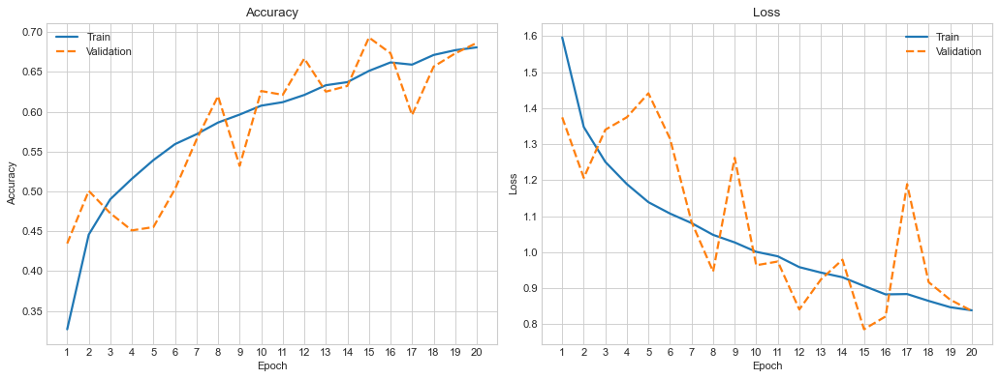 Accuracy
Train
Validation
Accuracy
0.70
0.65
0.60
0.55
0.50
0.45
0.40
0.35
1 2 3 4 5 6 7 8 9 10 11 12 13 14 15 16 17 18 19 20
Epoch
Loss
Train
Validation
Loss
1.6
1.5
1.4
1.3
1.2
1.1
1.0
0.9
0.8
1 2 3 4 5 6 7 8 9 10 11 12 13 14 15 16 17 18 19 20
Epoch